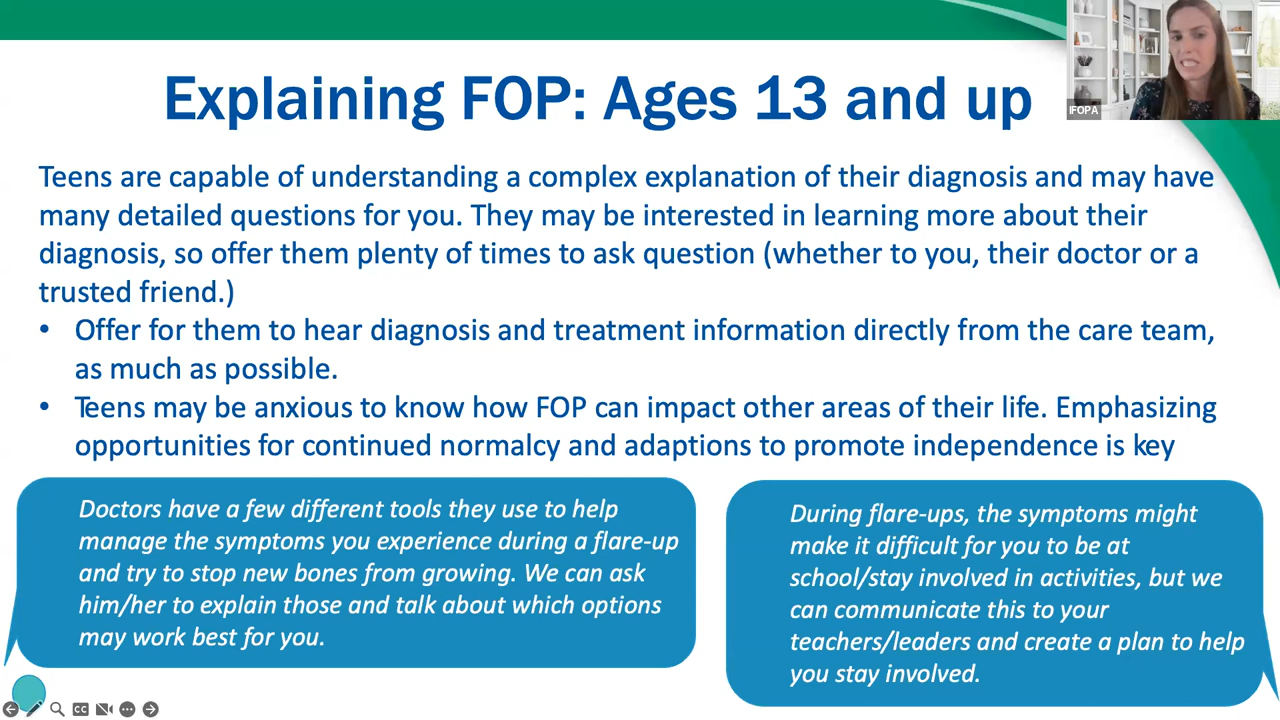 Explaining FOP: Ages 13 and up
IFOPA
Teens are capable of understanding a complex explanation of their diagnosis and may have
many detailed questions for you. They may be interested in learning more about their
diagnosis, so offer them plenty of times to ask question (whether to you, their doctor or a
trusted friend.)
• Offer for them to hear diagnosis and treatment information directly from the care team,
as much as possible.
• Teens may be anxious to know how FOP can impact other areas of their life. Emphasizing
opportunities for continued normalcy and adaptions to promote independence is key
Doctors have a few different tools they use to help
manage the symptoms you experience during a flare-up
and try to stop new bones from growing. We can ask
him/her to explain those and talk about which options
may work best for you.
During flare-ups, the symptoms might
make it difficult for you to be at
school/stay involved in activities, but we
can communicate this to your
teachers/leaders and create a plan to help
you stay involved.
CC